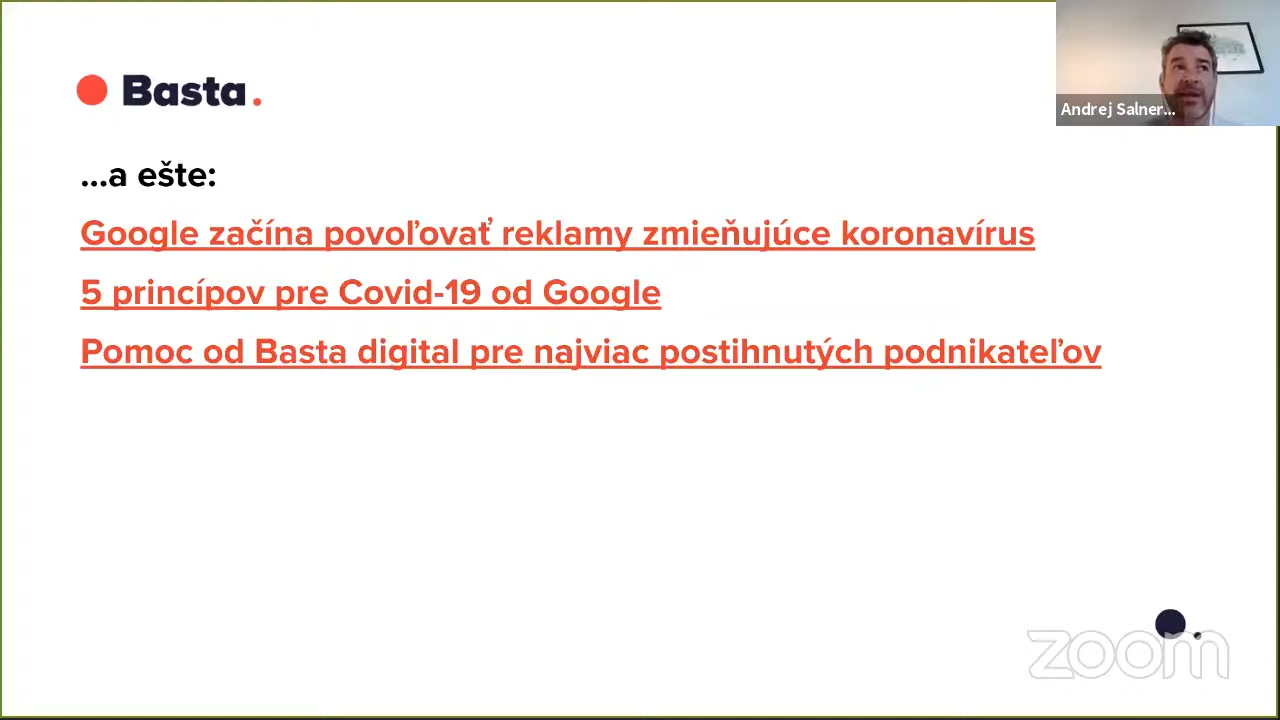 Basta.
Andrej Salner...
...a ešte:
Google začína povoľovať reklamy zmieňujúce koronavírus
5 princípov pre Covid-19 od Google
Pomoc od Basta digital pre najviac postihnutých podnikateľov
zoom